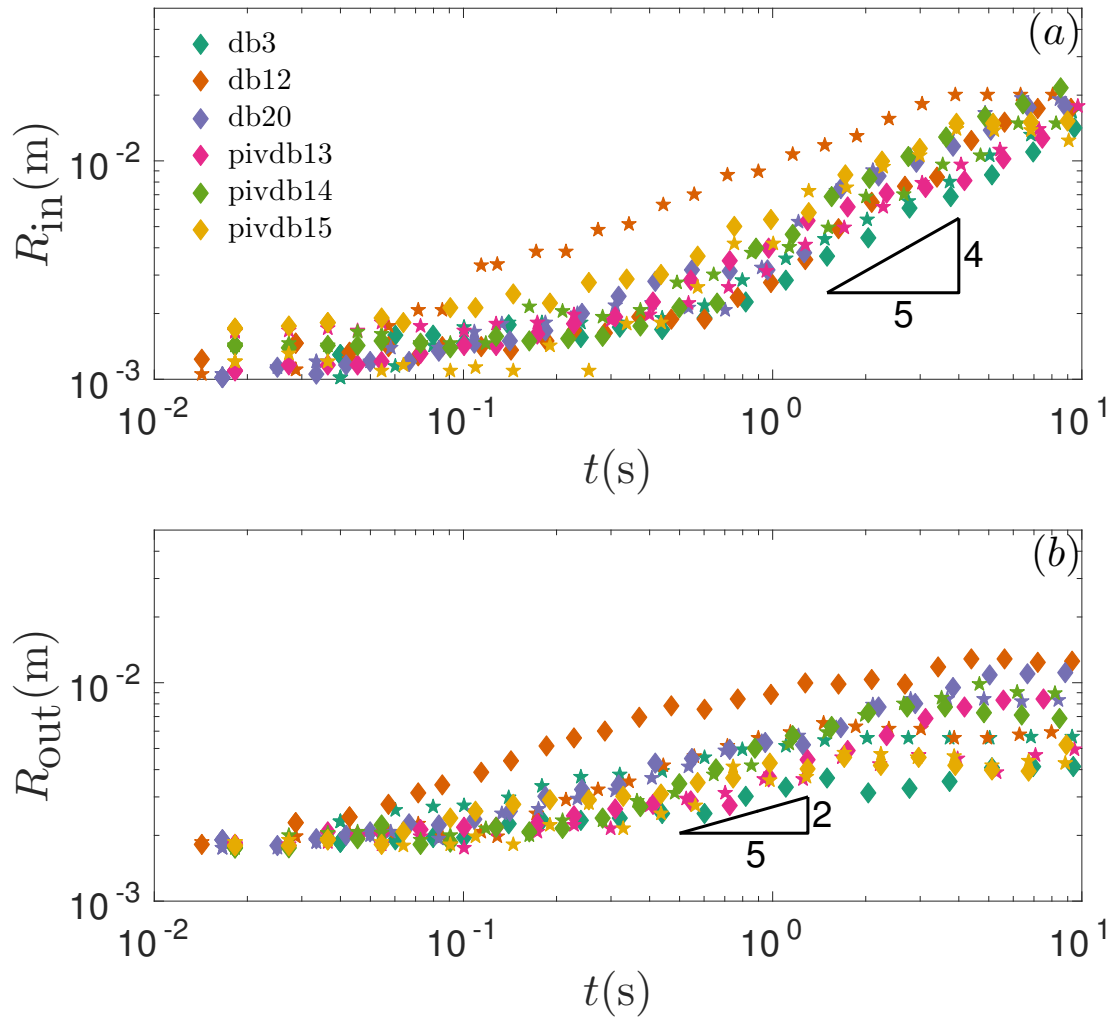 (a)
db3
db12
db20
pivdb13
pivdb14
pivdb15
R_in(m)
10^-2
10^-3
4
5
10^-2 10^-1 10^0 10^1
t(s)
(b)
R_out(m)
10^-2
10^-3
2
5
10^-2 10^-1 10^0 10^1
t(s)